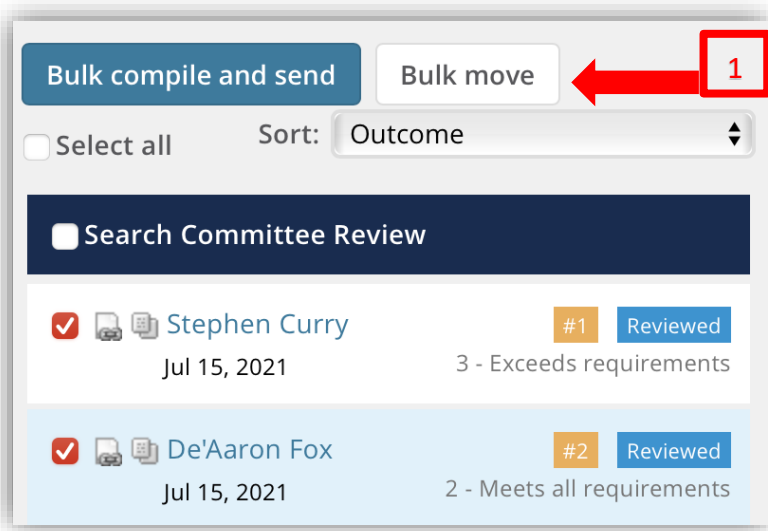 Bulk compile and send Bulk move 1
Select all Sort: Outcome
Search Committee Review
Stephen Curry #1 Reviewed
Jul 15, 2021 3 - Exceeds requirements
De'Aaron Fox #2 Reviewed
Jul 15, 2021 2 - Meets all requirements